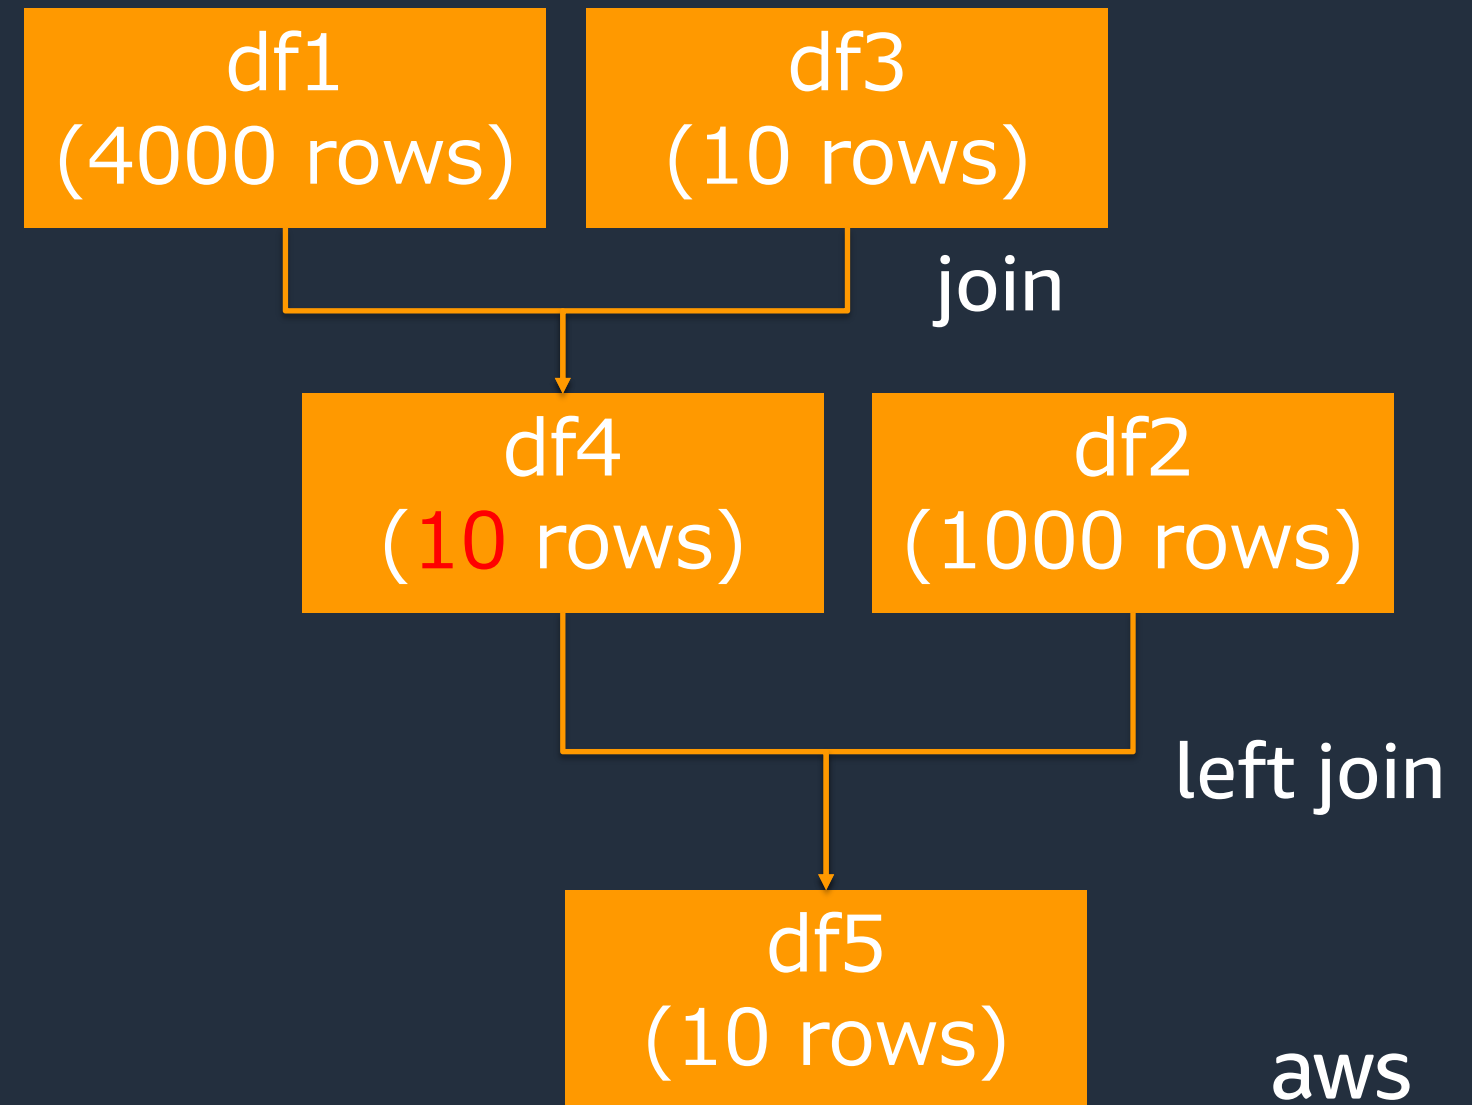 df1
(4000 rows)
df3
(10 rows)
join
df4
(10 rows)
df2
(1000 rows)
left join
df5
(10 rows)
aws